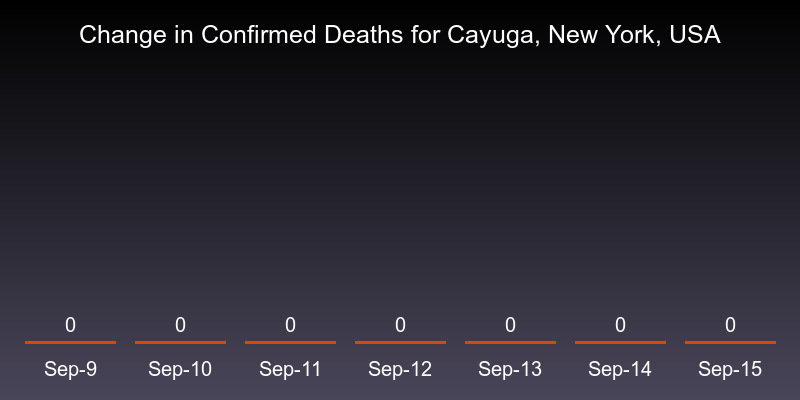 Change in Confirmed Deaths for Cayuga, New York, USA
0 0 0 0 0 0 0
Sep-9 Sep-10 Sep-11 Sep-12 Sep-13 Sep-14 Sep-15